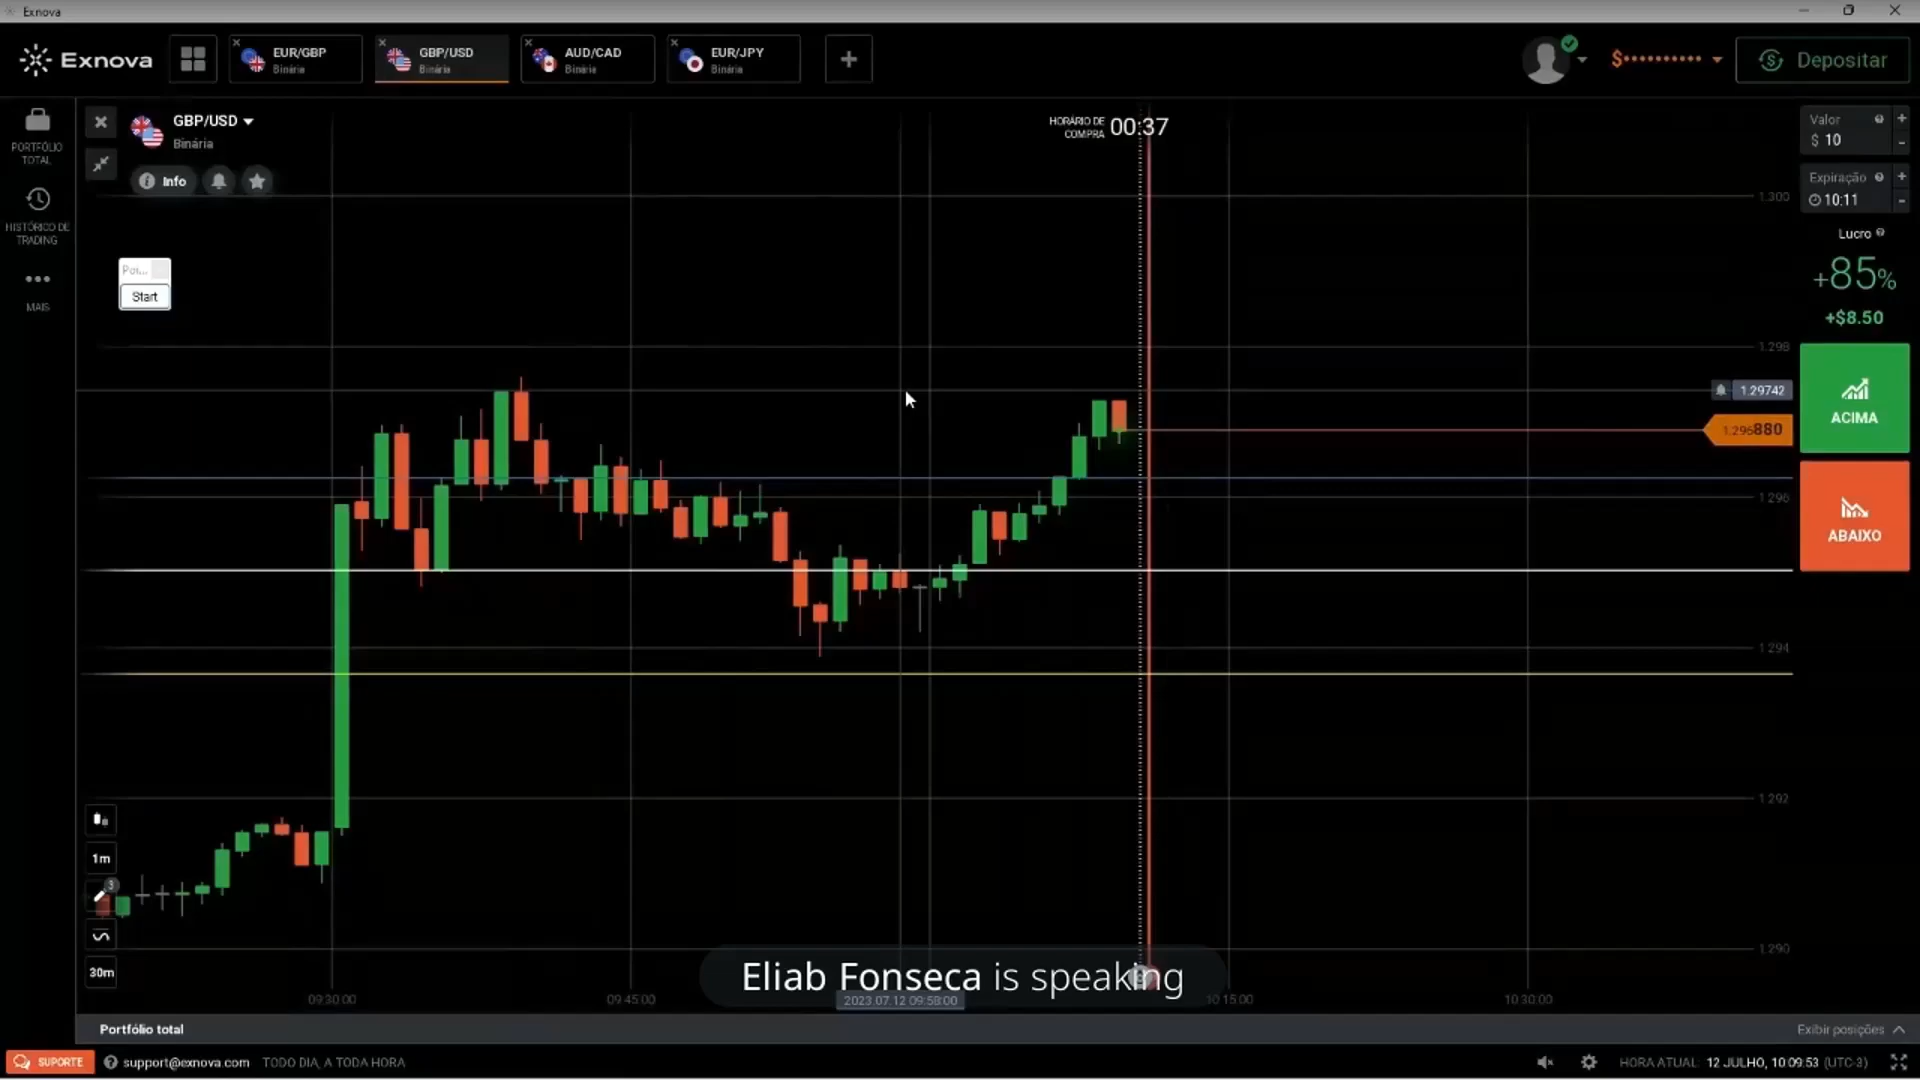 Exnova
Exnova
EUR/GBP
Binária
GBP/USD
Binária
AUD/CAD
Binária
EUR/JPY
Binária
Depositar
PORTFÓLIO
TOTAL
HISTÓRICO DE
TRADING
MAIS
GBP/USD
Binária
Info
Start
HORÁRIO DE
COMPRA
00:37
Valor
$ 10
Expiração
10:11
Lucro
+85%
+$8.50
ACIMA
ABAIXO
1.300
1.298
1.29742
1.296880
1.296
1.294
1.292
1.290
1m
3
30m
Eliab Fonseca is speaking
09:30:00
09:45:00
2023.07.12 09:58:00
10:15:00
10:30:00
Portfólio total
Exibir posições
SUPORTE
support@exnova.com
TODO DIA, A TODA HORA
HORA ATUAL: 12 JULHO, 10:09:53 (UTC-3)